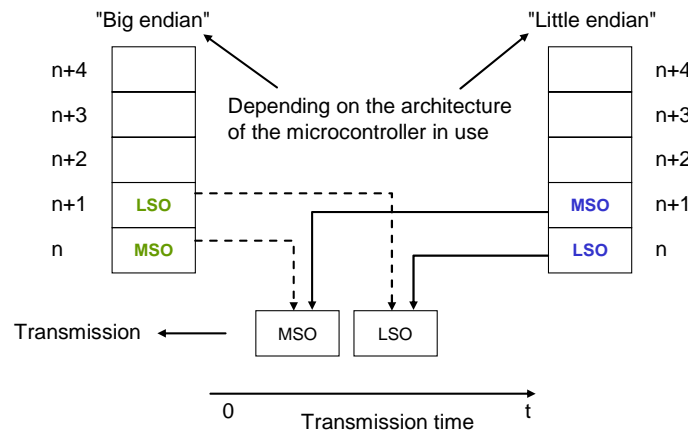 "Big endian"
"Little endian"
n+4
n+3
n+2
n+1
n
LSO
MSO
Depending on the architecture
of the microcontroller in use
MSO
LSO
n+4
n+3
n+2
n+1
n
Transmission
MSO
LSO
0
t
Transmission time